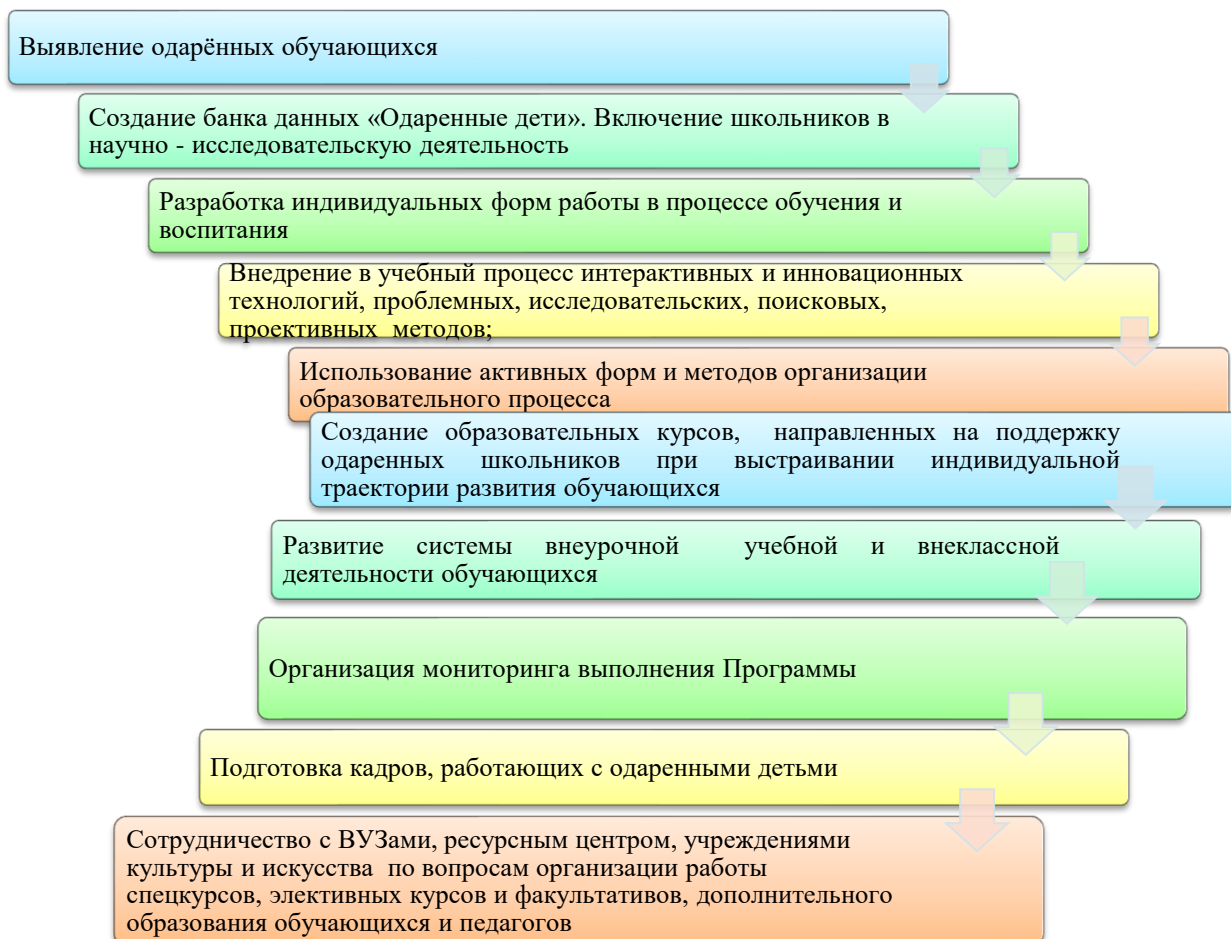 Выявление одарённых обучающихся
Создание банка данных «Одаренные дети». Включение школьников в
научно - исследовательскую деятельность
Разработка индивидуальных форм работы в процессе обучения и
воспитания
Внедрение в учебный процесс интерактивных и инновационных
технологий, проблемных, исследовательских, поисковых,
проективных методов;
Использование активных форм и методов организации
образовательного процесса
Создание образовательных курсов, направленных на поддержку
одаренных школьников при выстраивании индивидуальной
траектории развития обучающихся
Развитие системы внеурочной учебной и внеклассной
деятельности обучающихся
Организация мониторинга выполнения Программы
Подготовка кадров, работающих с одаренными детьми
Сотрудничество с ВУЗами, ресурсным центром, учреждениями
культуры и искусства по вопросам организации работы
спецкурсов, элективных курсов и факультативов, дополнительного
образования обучающихся и педагогов